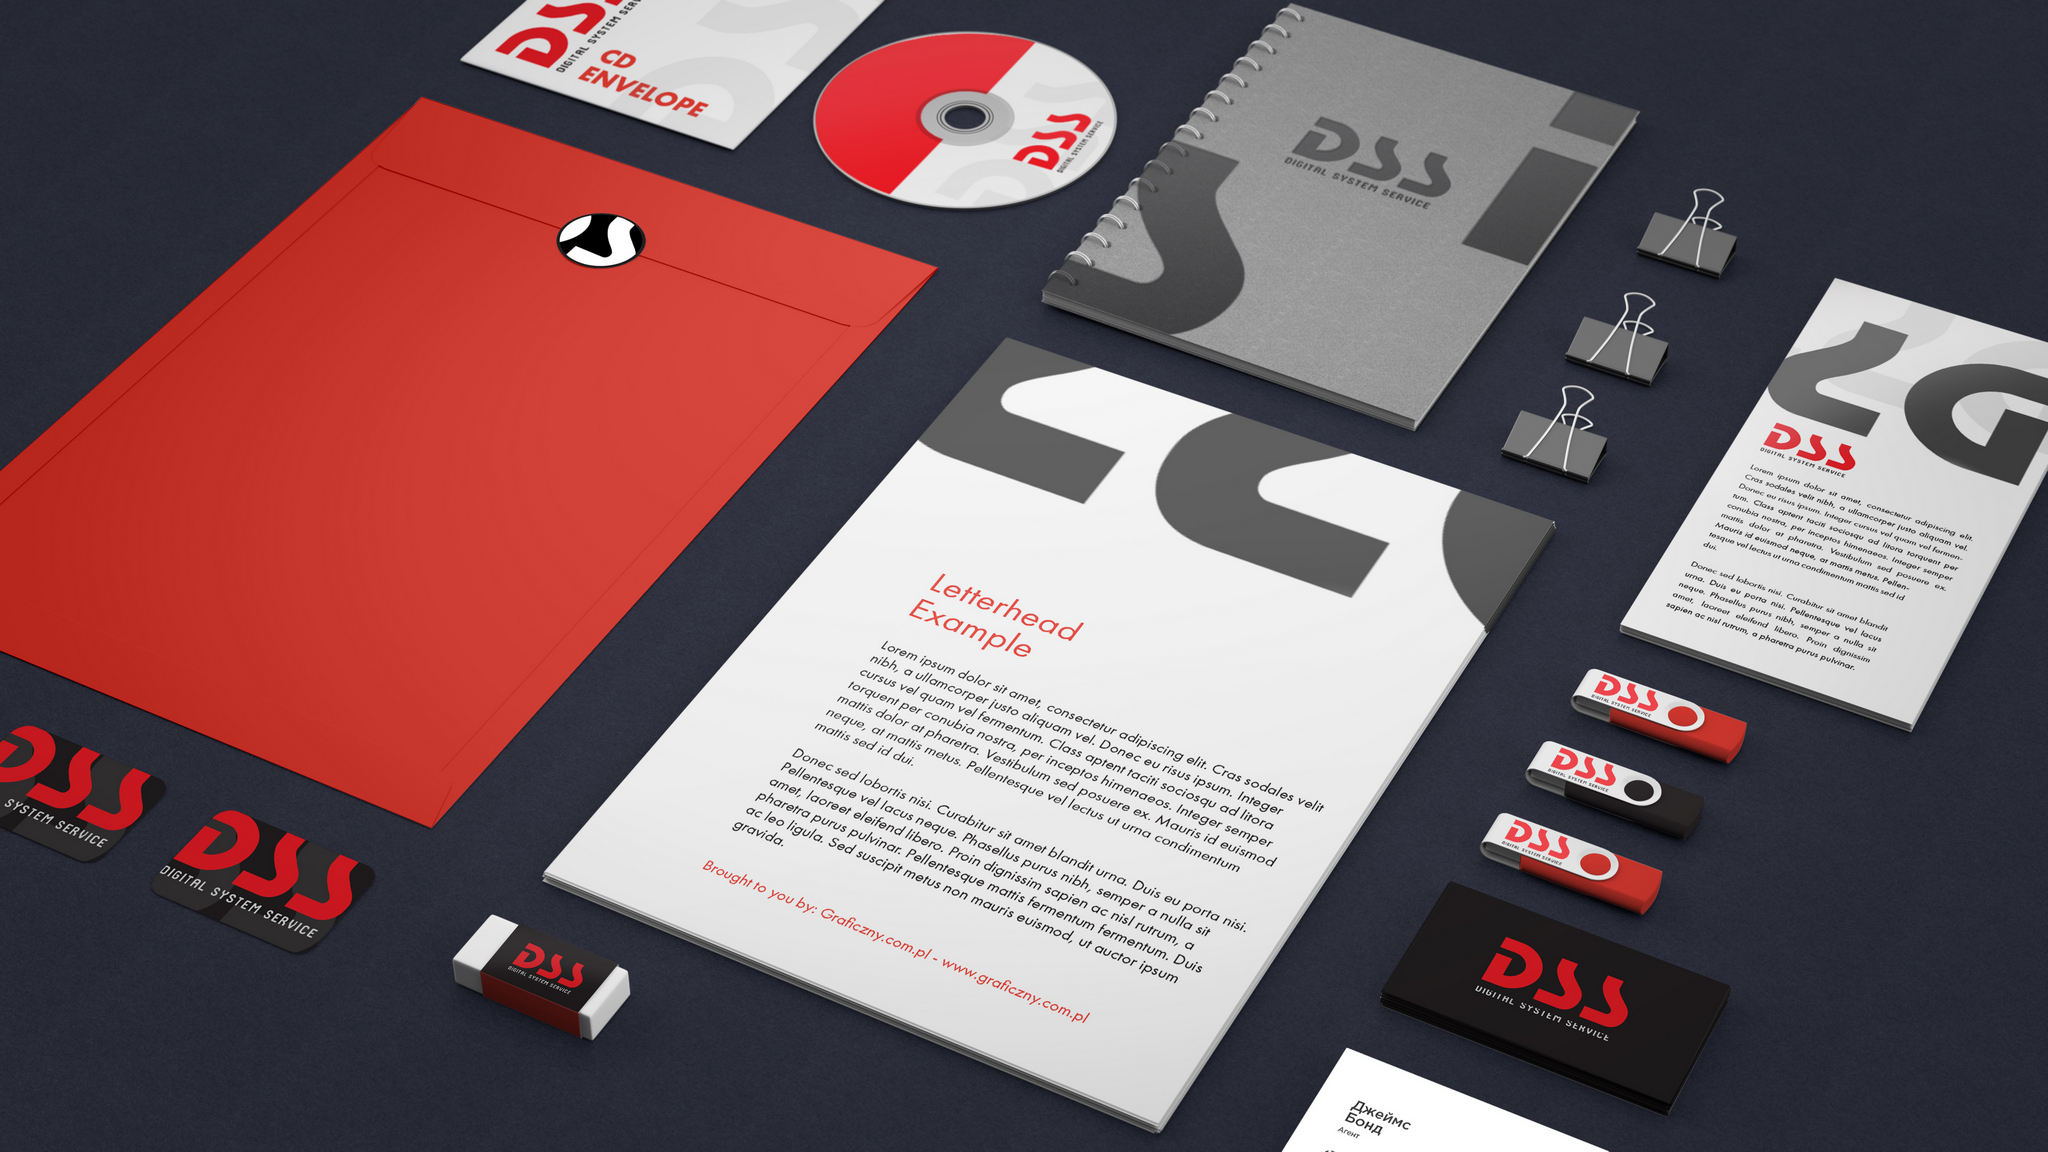 DSS
DIGITAL SYSTEM SERV
CD
ENVELOPE
DSS
DIGITAL SYSTEM SERVICE
DSS
DIGITAL SYSTEM SERVICE
DSS
DIGITAL SYSTEM SERVICE
Lorem ipsum dolor sit amet, consectetur adipiscing elit.
Cras sodales velit nibh, a ullamcorper justo aliquam vel.
Donec eu risus ipsum. Integer cursus vel quam vel fermen-
tum. Class aptent taciti sociosqu ad litora torquent per
conubia nostra, per inceptos himenaeos. Integer semper
mattis dolor at pharetra. Vestibulum sed posuere ex.
Mauris id euismod neque, at mattis metus. Pellen-
tesque vel lectus ut urna condimentum mattis sed id
dui.
Donec sed lobortis nisi. Curabitur sit amet blandit
urna. Duis eu porta nisi. Pellentesque vel lacus
neque. Phasellus purus nibh, semper a nulla sit
amet, laoreet eleifend libero. Proin dignissim
sapien ac nisl rutrum, a pharetra purus pulvinar.
Letterhead
Example
Lorem ipsum dolor sit amet, consectetur adipiscing elit. Cras sodales velit
nibh, a ullamcorper justo aliquam vel. Donec eu risus ipsum. Integer
cursus vel quam vel fermentum. Class aptent taciti sociosqu ad litora
torquent per conubia nostra, per inceptos himenaeos. Integer semper
mattis dolor at pharetra. Vestibulum sed posuere ex. Mauris id euismod
neque, at mattis metus. Pellentesque vel lectus ut urna condimentum
mattis sed id dui.
Donec sed lobortis nisi. Curabitur sit amet blandit urna. Duis eu porta nisi.
Pellentesque vel lacus neque. Phasellus purus nibh, semper a nulla sit
amet, laoreet eleifend libero. Proin dignissim sapien ac nisl rutrum, a
pharetra purus pulvinar. Pellentesque mattis fermentum fermentum. Duis
ac leo ligula. Sed suscipit metus non mauris euismod, ut auctor ipsum
gravida.
Brought to you by: Graficzny.com.pl - www.graficzny.com.pl
DSS
DIGITAL SYSTEM SERVICE
DSS
DIGITAL SYSTEM SERVICE
DSS
DIGITAL SYSTEM SERVICE
DSS
SYSTEM SERVICE
DSS
DIGITAL SYSTEM SERVICE
DSS
DIGITAL SYSTEM SERVICE
DSS
DIGITAL SYSTEM SERVICE
Джеймс
Бонд
Агент